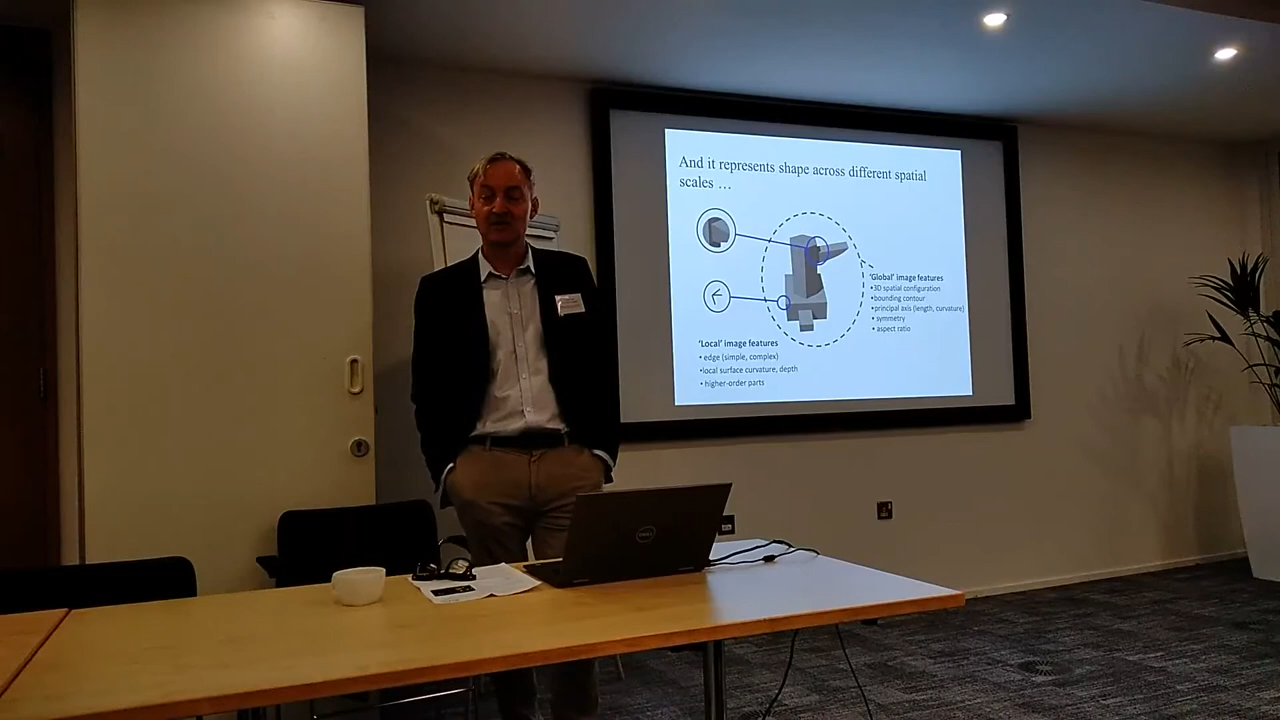 And it represents shape across different spatial
scales …
'Global' image features
•3D spatial configuration
•bounding contour
•principal axis (length, curvature)
• symmetry
• aspect ratio
'Local' image features
• edge (simple, complex)
•local surface curvature, depth
• higher-order parts
DELL